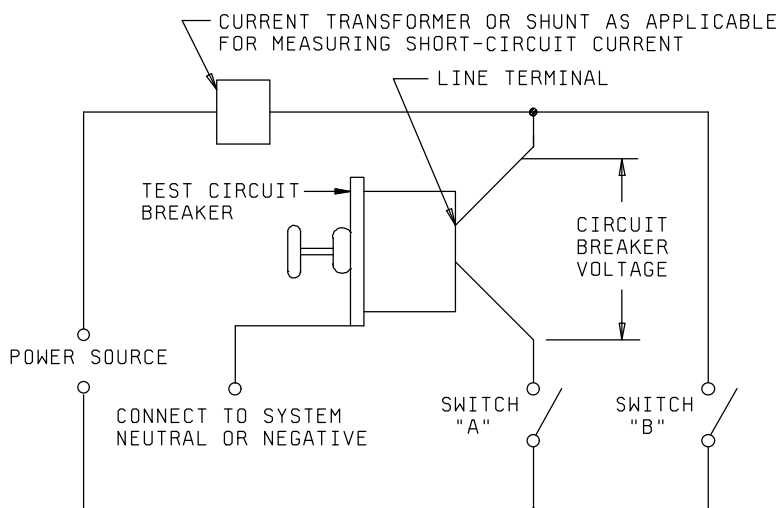 CURRENT TRANSFORMER OR SHUNT AS APPLICABLE
FOR MEASURING SHORT-CIRCUIT CURRENT
LINE TERMINAL
TEST CIRCUIT
BREAKER
CIRCUIT
BREAKER
VOLTAGE
POWER SOURCE
CONNECT TO SYSTEM
NEUTRAL OR NEGATIVE
SWITCH
"A"
SWITCH
"B"